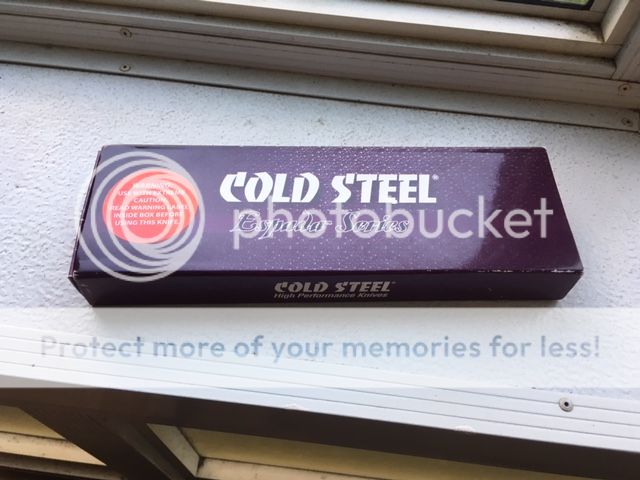 COLD STEEL®
Espada Series
WARNING!
USE WITH EXTREME
CAUTION.
READ WARNING LABEL
INSIDE BOX BEFORE
USING THIS KNIFE.
photobucket
COLD STEEL®
High Performance Knives
Protect more of your memories for less!